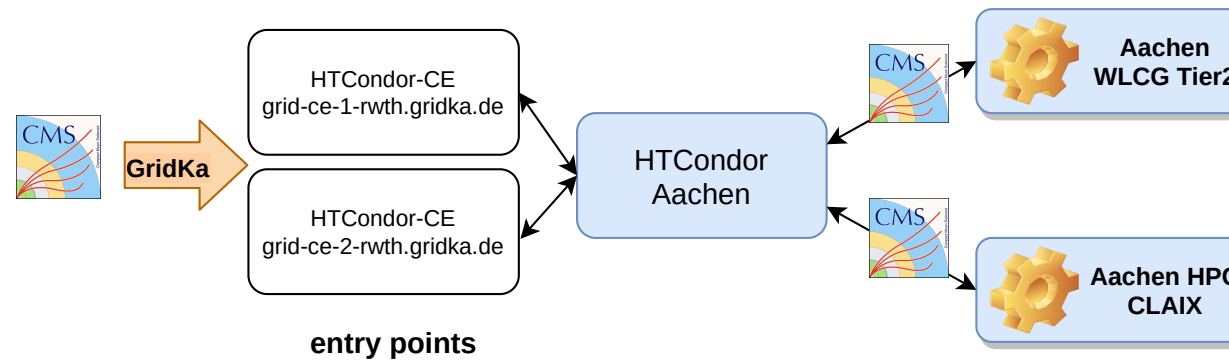 CMS
GridKa
HTCondor-CE
grid-ce-1-rwth.gridka.de
HTCondor-CE
grid-ce-2-rwth.gridka.de
entry points
HTCondor
Aachen
CMS
Aachen
WLCG Tier2
CMS
Aachen HPC
CLAIX